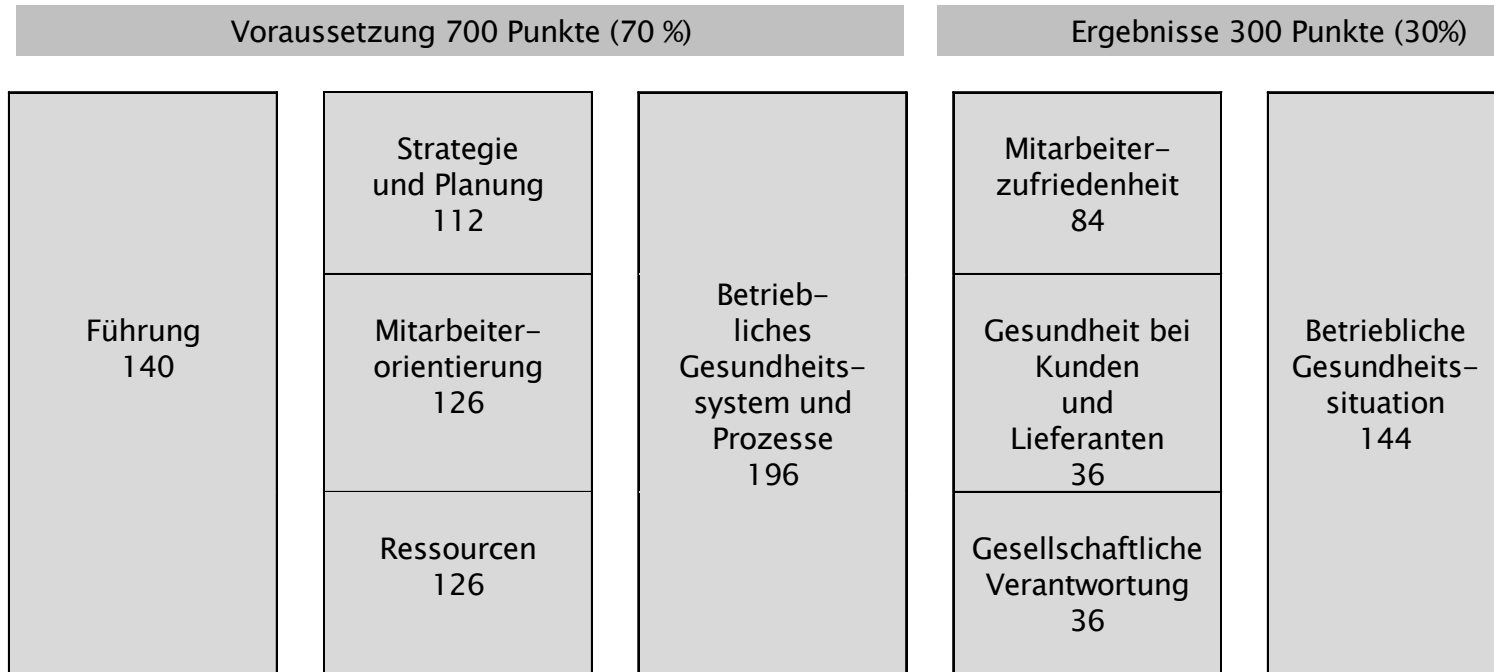 Voraussetzung 700 Punkte (70 %)
Ergebnisse 300 Punkte (30%)
Führung
140
Strategie
und Planung
112
Mitarbeiter-
orientierung
126
Ressourcen
126
Betrieb-
liches
Gesundheits-
system und
Prozesse
196
Mitarbeiter-
zufriedenheit
84
Gesundheit bei
Kunden
und
Lieferanten
36
Gesellschaftliche
Verantwortung
36
Betriebliche
Gesundheits-
situation
144